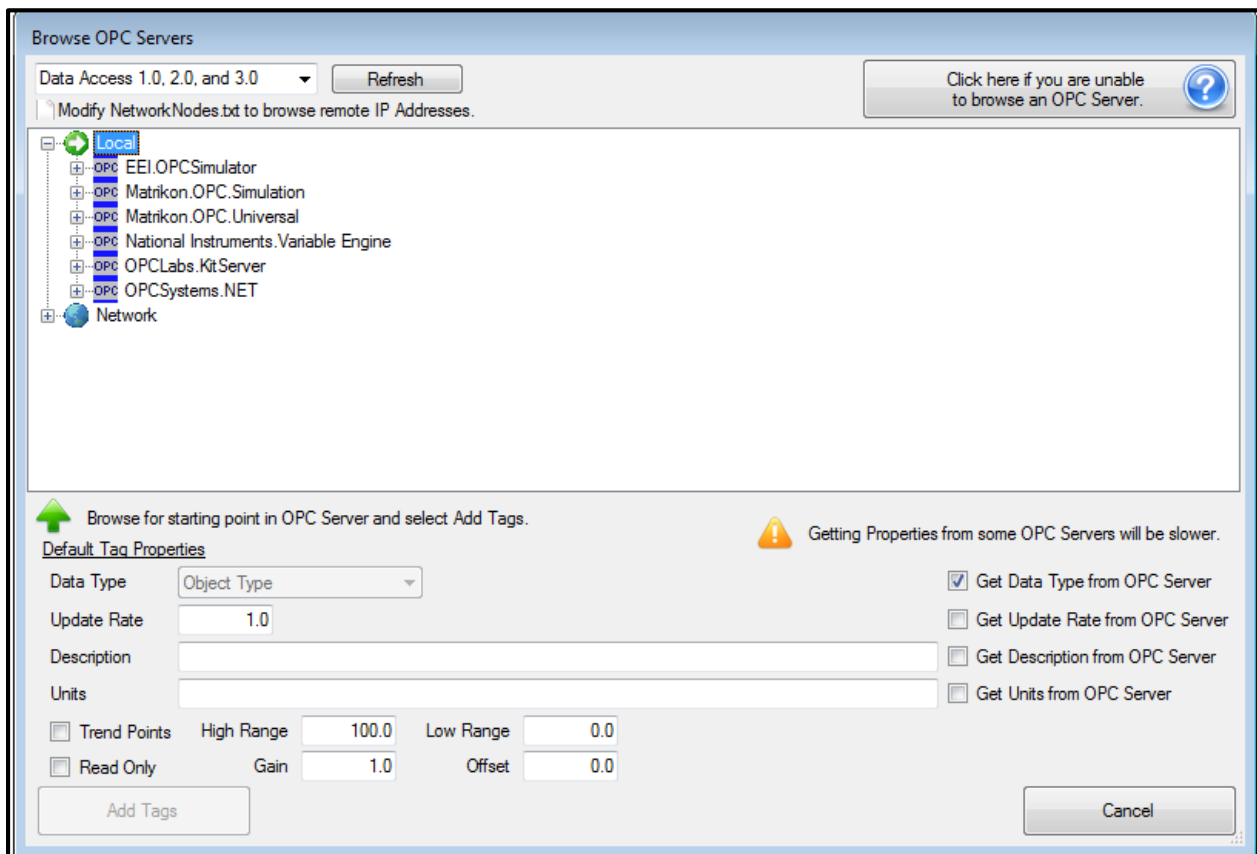 Browse OPC Servers
Data Access 1.0, 2.0, and 3.0 Refresh
Click here if you are unable
to browse an OPC Server.
?
Modify NetworkNodes.txt to browse remote IP Addresses.
Local
OPC EEI.OPCSimulator
OPC Matrikon.OPC.Simulation
OPC Matrikon.OPC.Universal
OPC National Instruments.Variable Engine
OPC OPCLabs.KitServer
OPC OPCSystems.NET
Network
Browse for starting point in OPC Server and select Add Tags.
Getting Properties from some OPC Servers will be slower.
Default Tag Properties
Data Type Object Type Get Data Type from OPC Server
Update Rate 1.0 Get Update Rate from OPC Server
Description Get Description from OPC Server
Units Get Units from OPC Server
Trend Points High Range 100.0 Low Range 0.0
Read Only Gain 1.0 Offset 0.0
Add Tags Cancel